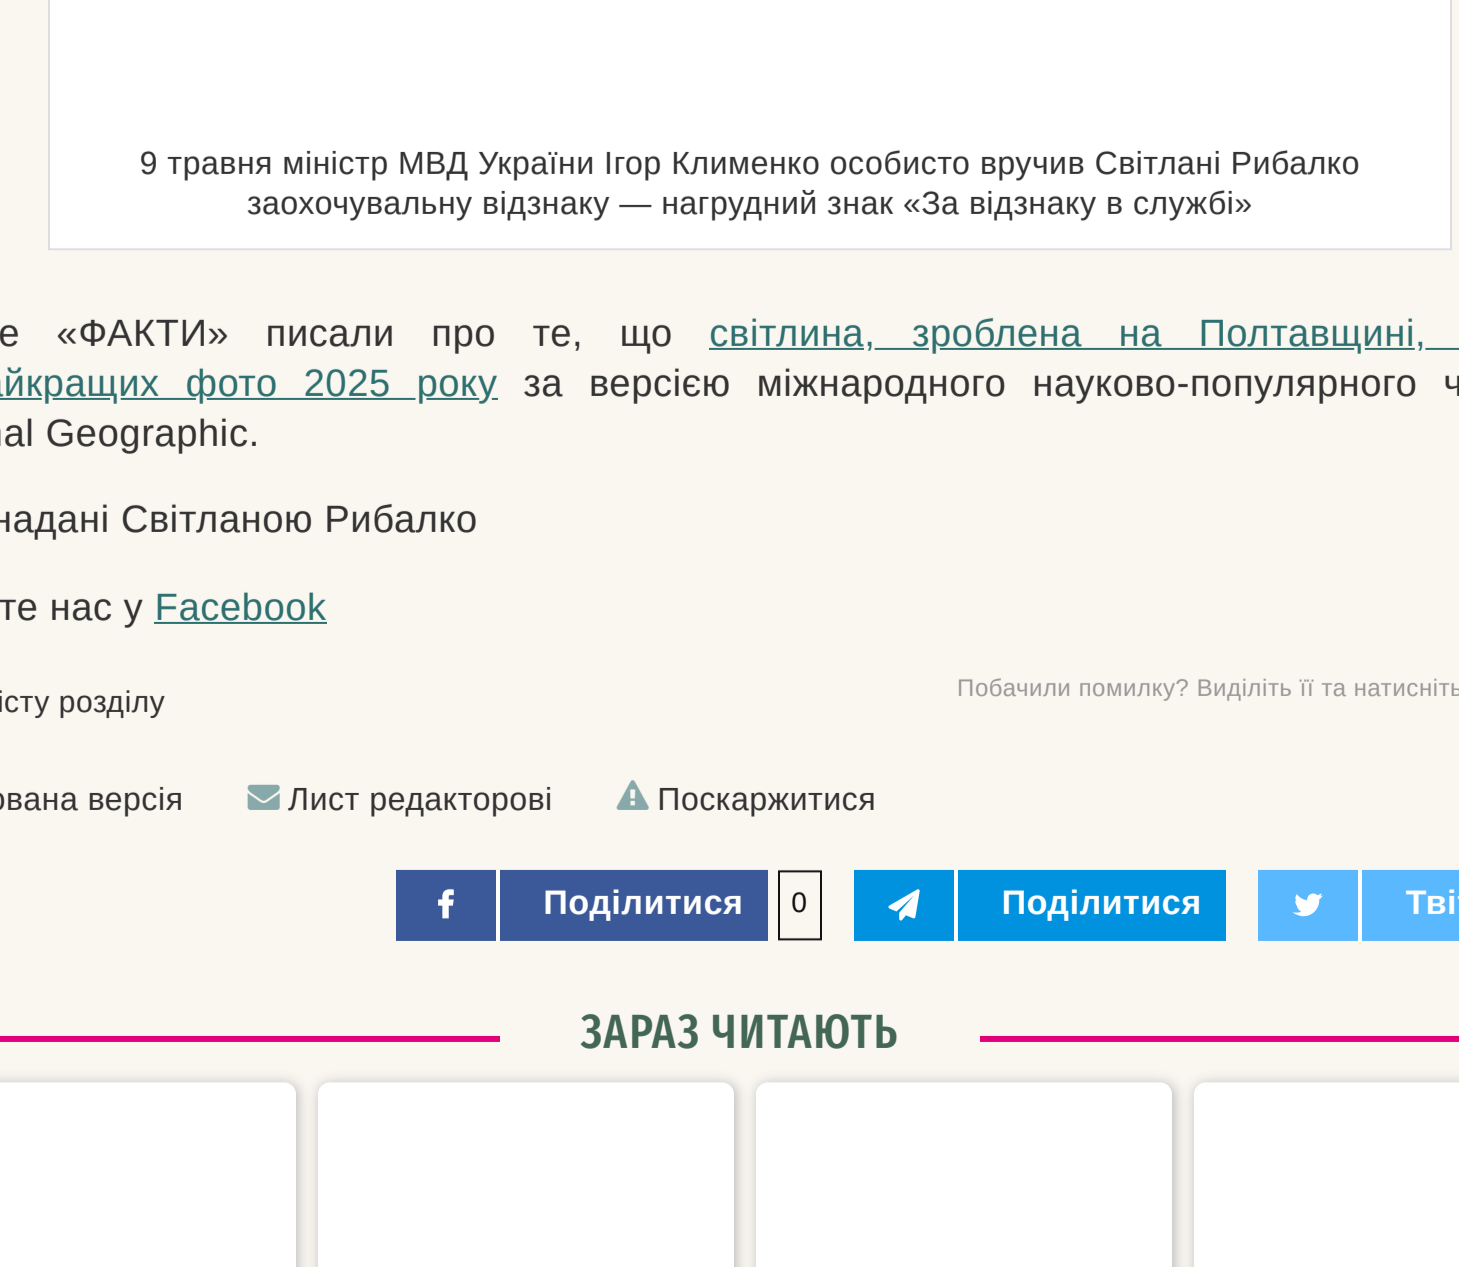 9 травня міністр МВД України Ігор Клименко особисто вручив Світлані Рибалко
заохочувальну відзнаку — нагрудний знак «За відзнаку в службі»
«ФАКТИ» писали про те, що світлина, зроблена на Полтавщині,
фото 2025 року за версією міжнародного науково-популярного
Geographic.
надані Світланою Рибалко
нас у Facebook
Побачили помилку? Виділіть її та натисніть
розділу
версія Лист редакторові Поскаржитися
Поділитися 0 Поділитися
ЗАРАЗ ЧИТАЮТЬ